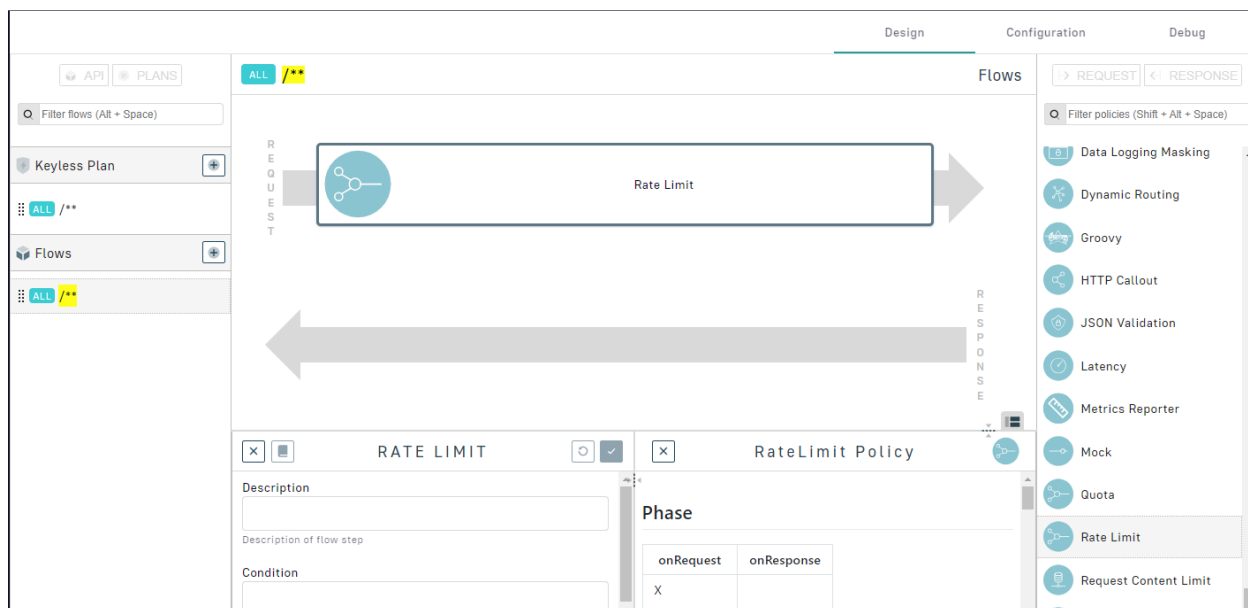 Design Configuration Debug
API PLANS
ALL /** Flows
REQUEST RESPONSE
Filter flows (Alt + Space)
Filter policies (Shift + Alt + Space)
Keyless Plan
ALL /**
Flows
ALL /**
REQUEST
Rate Limit
RESPONSE
Data Logging Masking
Dynamic Routing
Groovy
HTTP Callout
JSON Validation
Latency
Metrics Reporter
Mock
Quota
Rate Limit
Request Content Limit
RATE LIMIT
Description
Description of flow step
Condition
RateLimit Policy
Phase
onRequest onResponse
X